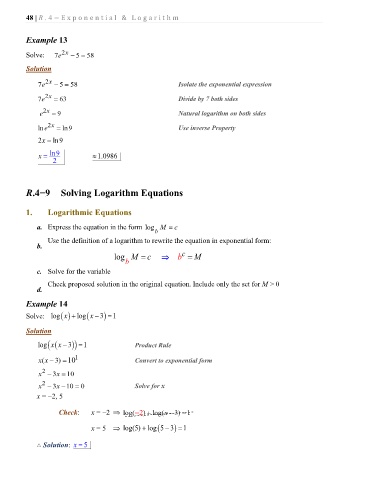 48 | R . 4 – E x p o n e n t i a l & L o g a r i t h m
Example 13
Solve: 7e^{2x} − 5 = 58
Solution
7e^{2x} − 5 = 58 Isolate the exponential expression
7e^{2x} = 63 Divide by 7 both sides
e^{2x} = 9 Natural logarithm on both sides
ln e^{2x} = ln 9 Use inverse Property
2x = ln 9
x = ln 9 / 2 ≈ 1.0986
R.4–9 Solving Logarithm Equations
1. Logarithmic Equations
a. Express the equation in the form log_b M = c
b. Use the definition of a logarithm to rewrite the equation in exponential form:
log_b M = c ⇒ b^c = M
c. Solve for the variable
d. Check proposed solution in the original equation. Include only the set for M > 0
Example 14
Solve: log(x) + log(x − 3) = 1
Solution
log(x(x − 3)) = 1 Product Rule
x(x − 3) = 10^1 Convert to exponential form
x^2 − 3x = 10
x^2 − 3x − 10 = 0 Solve for x
x = −2, 5
Check: x = −2 ⇒ log(−2) + log(x − 3) = 1
x = 5 ⇒ log(5) + log(5 − 3) = 1
∴ Solution: x = 5